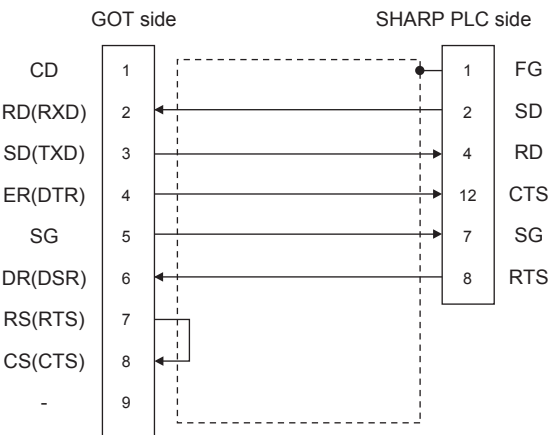 GOT side SHARP PLC side
CD 1 1 FG
RD(RXD) 2 2 SD
SD(TXD) 3 4 RD
ER(DTR) 4 12 CTS
SG 5 7 SG
DR(DSR) 6 8 RTS
RS(RTS) 7
CS(CTS) 8
- 9